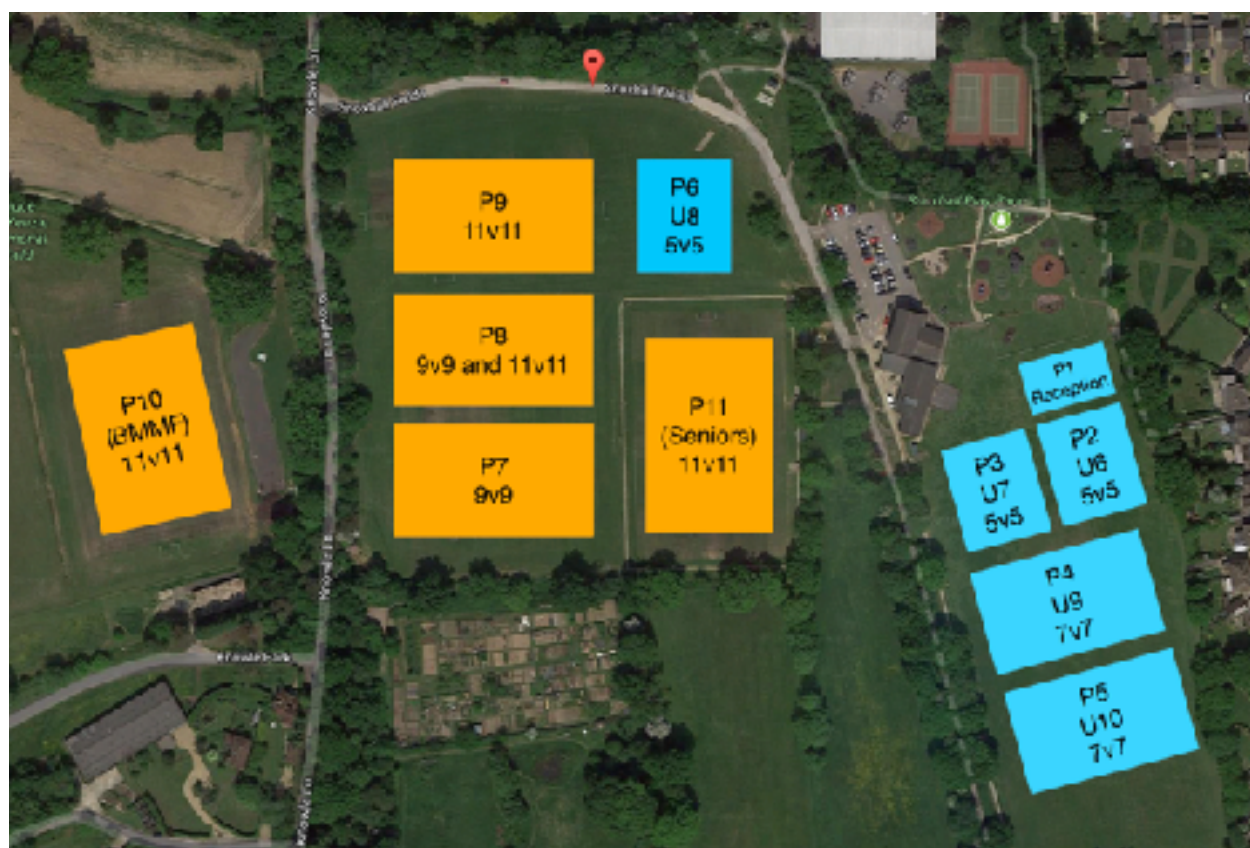 P9
11v11
P6
U8
5v5
P8
9v9 and 11v11
P7
9v9
P10
(BMMF)
11v11
P11
(Seniors)
11v11
P1
Reception
P2
U6
5v5
P3
U7
5v5
P4
U9
7v7
P5
U10
7v7